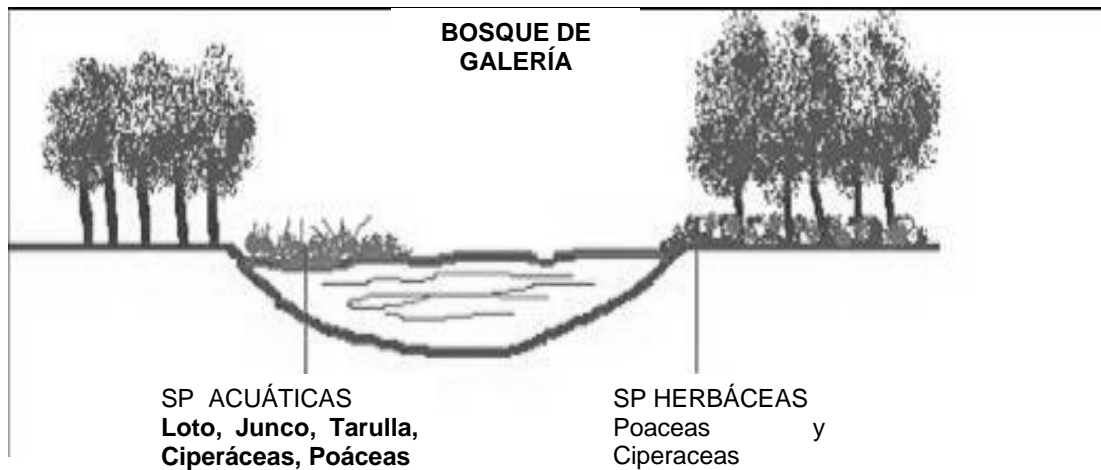 BOSQUE DE
GALERÍA
SP ACUÁTICAS
Loto, Junco, Tarulla,
Ciperáceas, Poáceas
SP HERBÁCEAS
Poaceas y
Ciperaceas